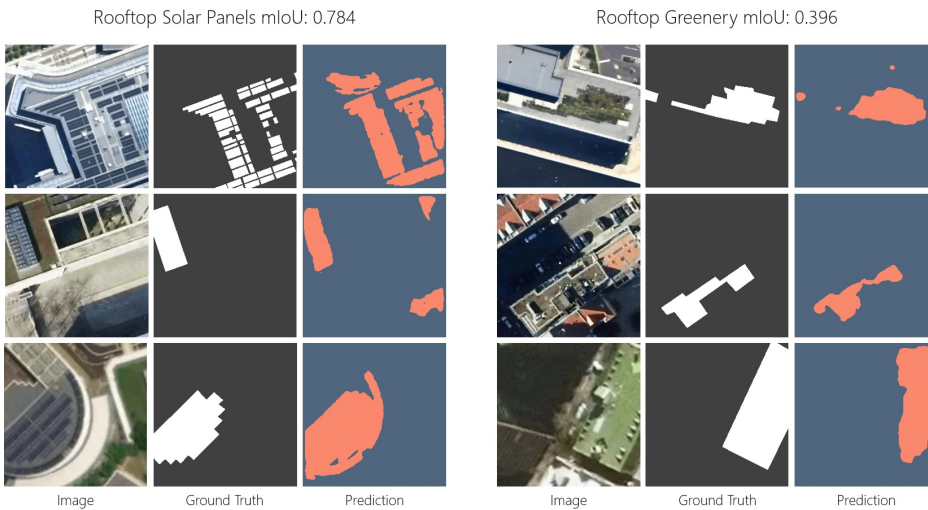 Rooftop Solar Panels mIoU: 0.784
Rooftop Greenery mIoU: 0.396
Image
Ground Truth
Prediction
Image
Ground Truth
Prediction